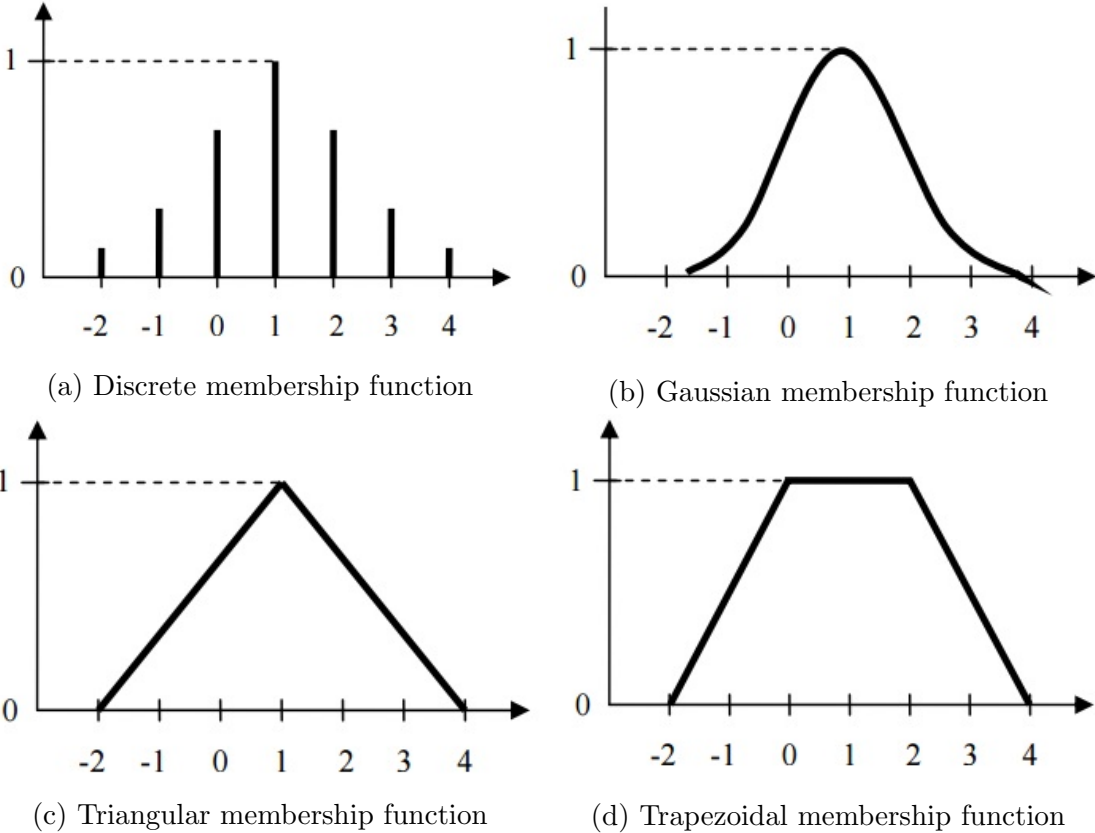 1
0
-2 -1 0 1 2 3 4
(a) Discrete membership function
1
0
-2 -1 0 1 2 3 4
(b) Gaussian membership function
1
0
-2 -1 0 1 2 3 4
(c) Triangular membership function
1
0
-2 -1 0 1 2 3 4
(d) Trapezoidal membership function